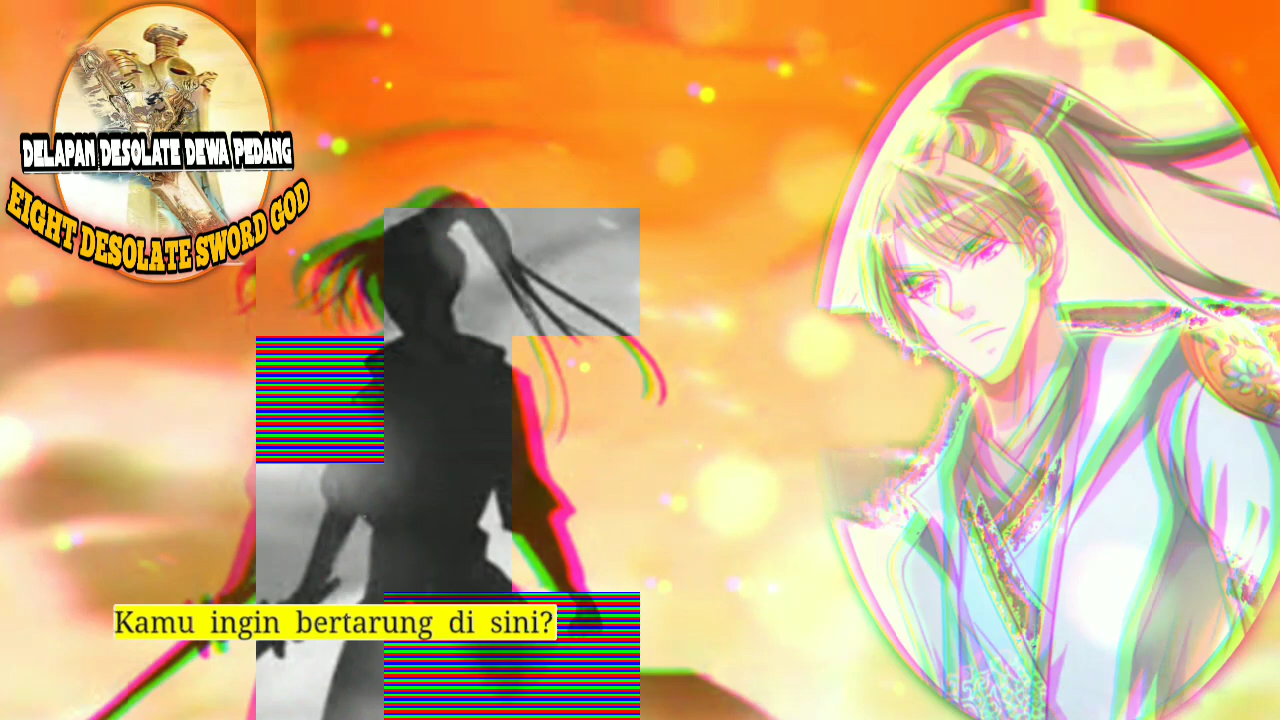 DELAPAN DESOLATE DEWA PEDANG
EIGHT DESOLATE SWORD GOD
Kamu ingin bertarung di sini?